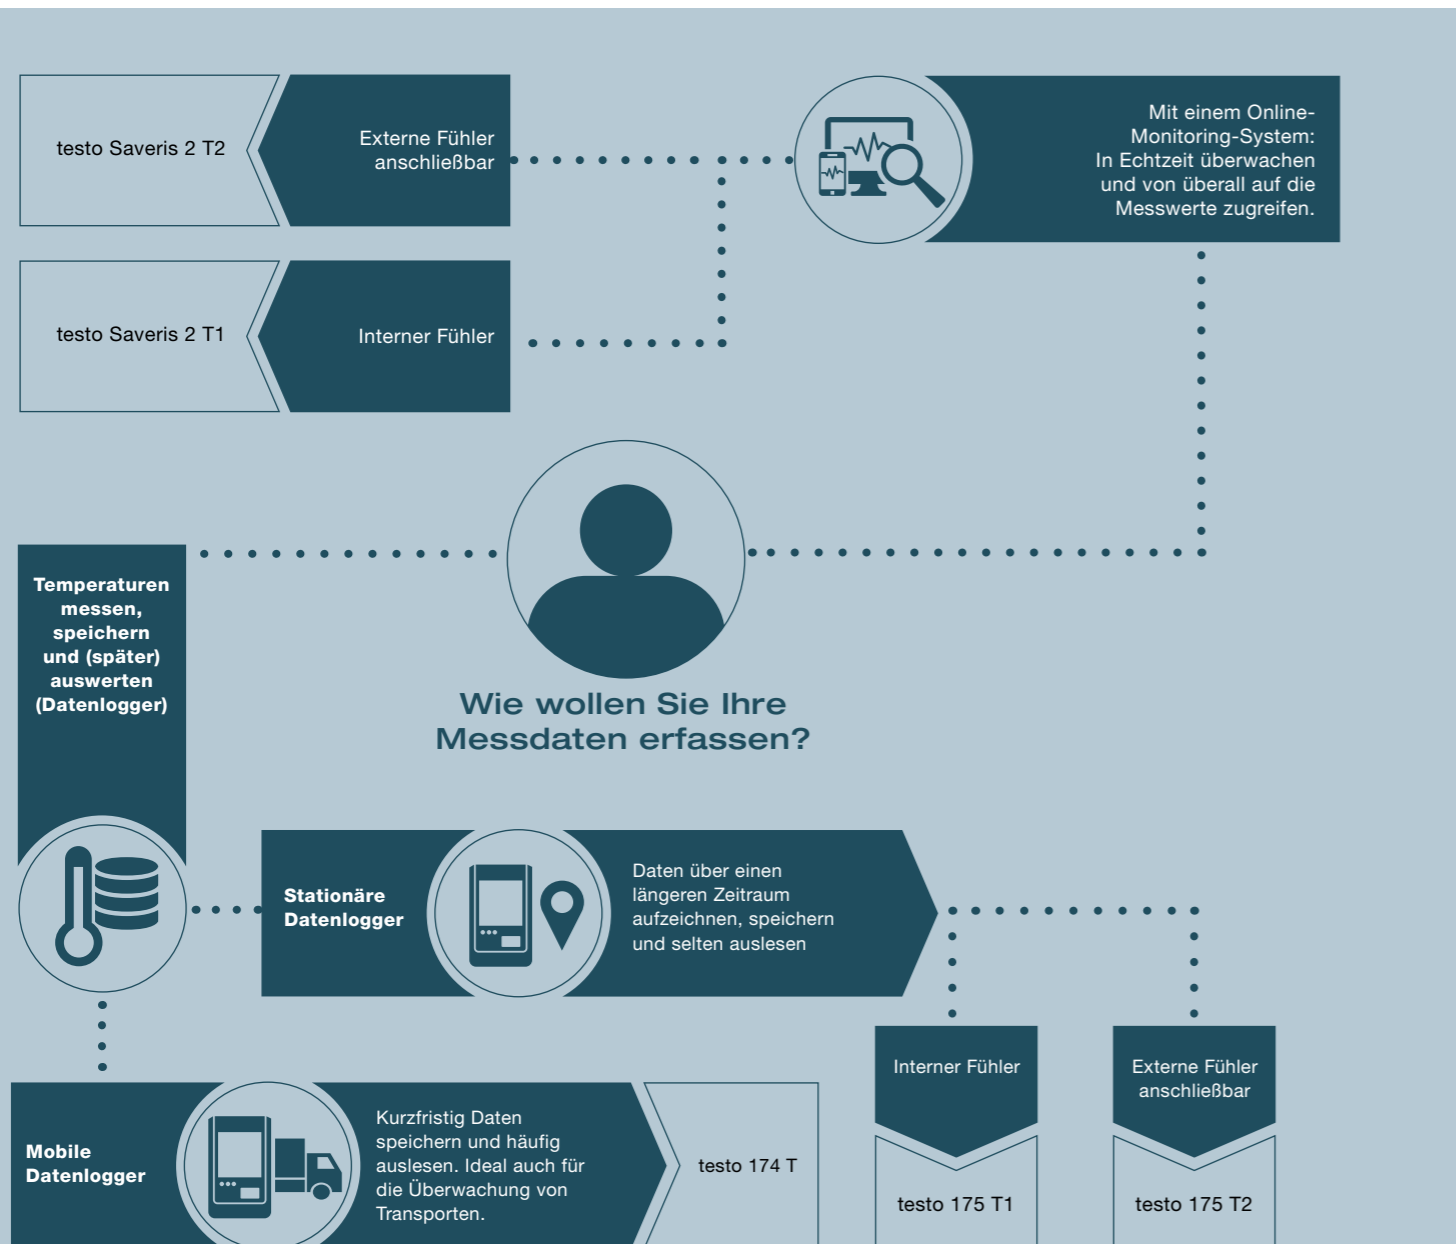 testo Saveris 2 T2
Externe Fühler
anschließbar
Mit einem Online-
Monitoring-System:
In Echtzeit überwachen
und von überall auf die
Messwerte zugreifen.
testo Saveris 2 T1
Interner Fühler
Temperaturen
messen,
speichern
und (später)
auswerten
(Datenlogger)
Wie wollen Sie Ihre
Messdaten erfassen?
Stationäre
Datenlogger
Daten über einen
längeren Zeitraum
aufzeichnen, speichern
und selten auslesen
Interner Fühler
Externe Fühler
anschließbar
Mobile
Datenlogger
Kurzfristig Daten
speichern und häufig
auslesen. Ideal auch für
die Überwachung von
Transporten.
testo 174 T
testo 175 T1
testo 175 T2